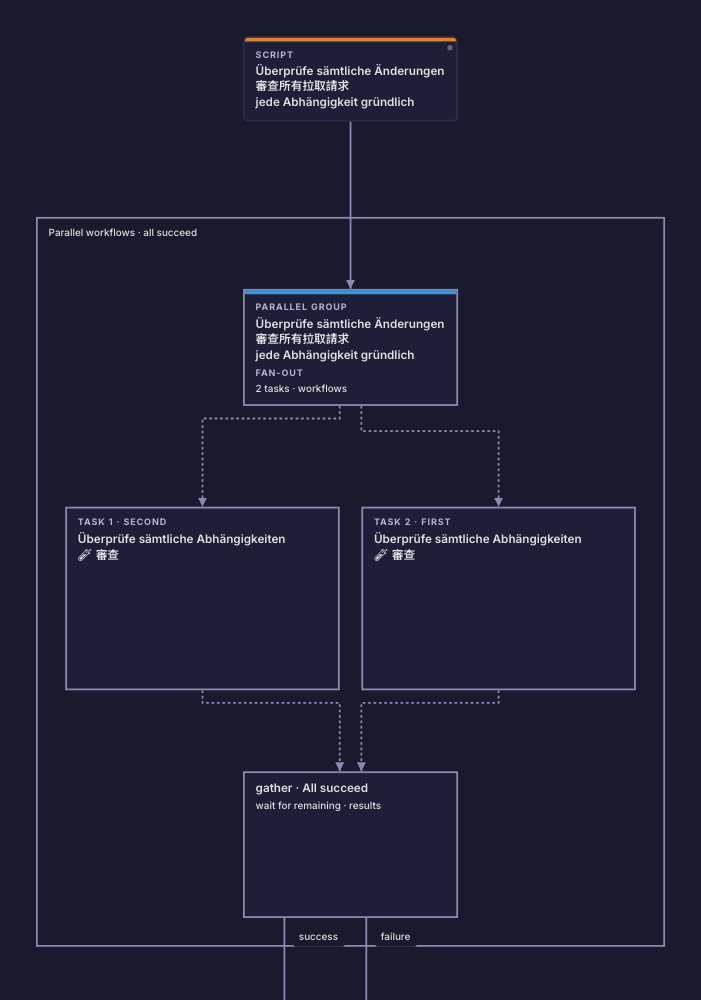 SCRIPT
Überprüfe sämtliche Änderungen
審查所有拉取請求
jede Abhängigkeit gründlich
Parallel workflows · all succeed
PARALLEL GROUP
Überprüfe sämtliche Änderungen
審查所有拉取請求
jede Abhängigkeit gründlich
FAN-OUT
2 tasks · workflows
TASK 1 · SECOND
Überprüfe sämtliche Abhängigkeiten
🧪 審查
TASK 2 · FIRST
Überprüfe sämtliche Abhängigkeiten
🧪 審查
gather · All succeed
wait for remaining · results
success
failure